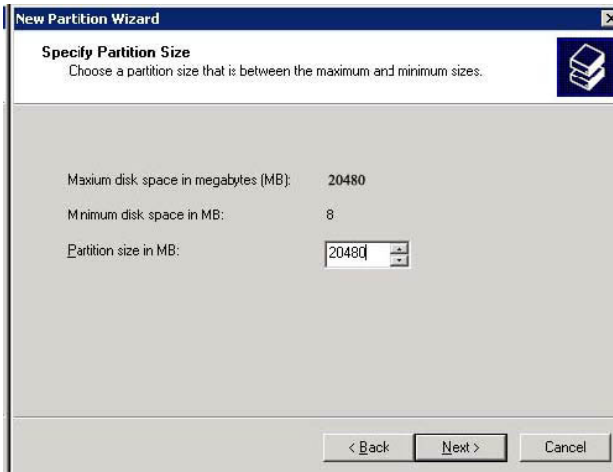 New Partition Wizard
Specify Partition Size
Choose a partition size that is between the maximum and minimum sizes.
Maxium disk space in megabytes (MB): 20480
Mnimum disk space in MB: 8
Partition size in MB: 20480
< Back Next > Cancel